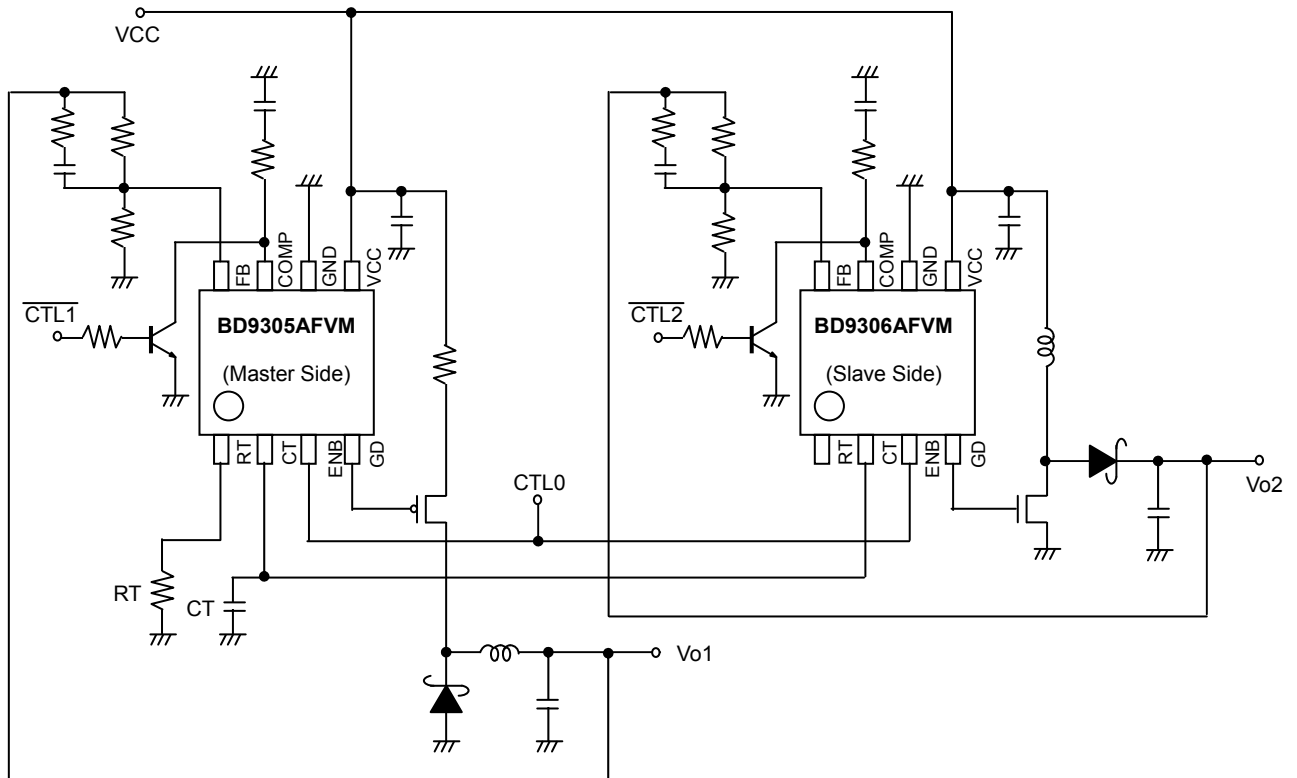 VCC
FB
COMP
GND
VCC
FB
COMP
GND
VCC
CTL1
BD9305AFVM
(Master Side)
CTL2
BD9306AFVM
(Slave Side)
RT
CT
ENB
GD
CTL0
RT
CT
ENB
GD
Vo2
RT
CT
Vo1